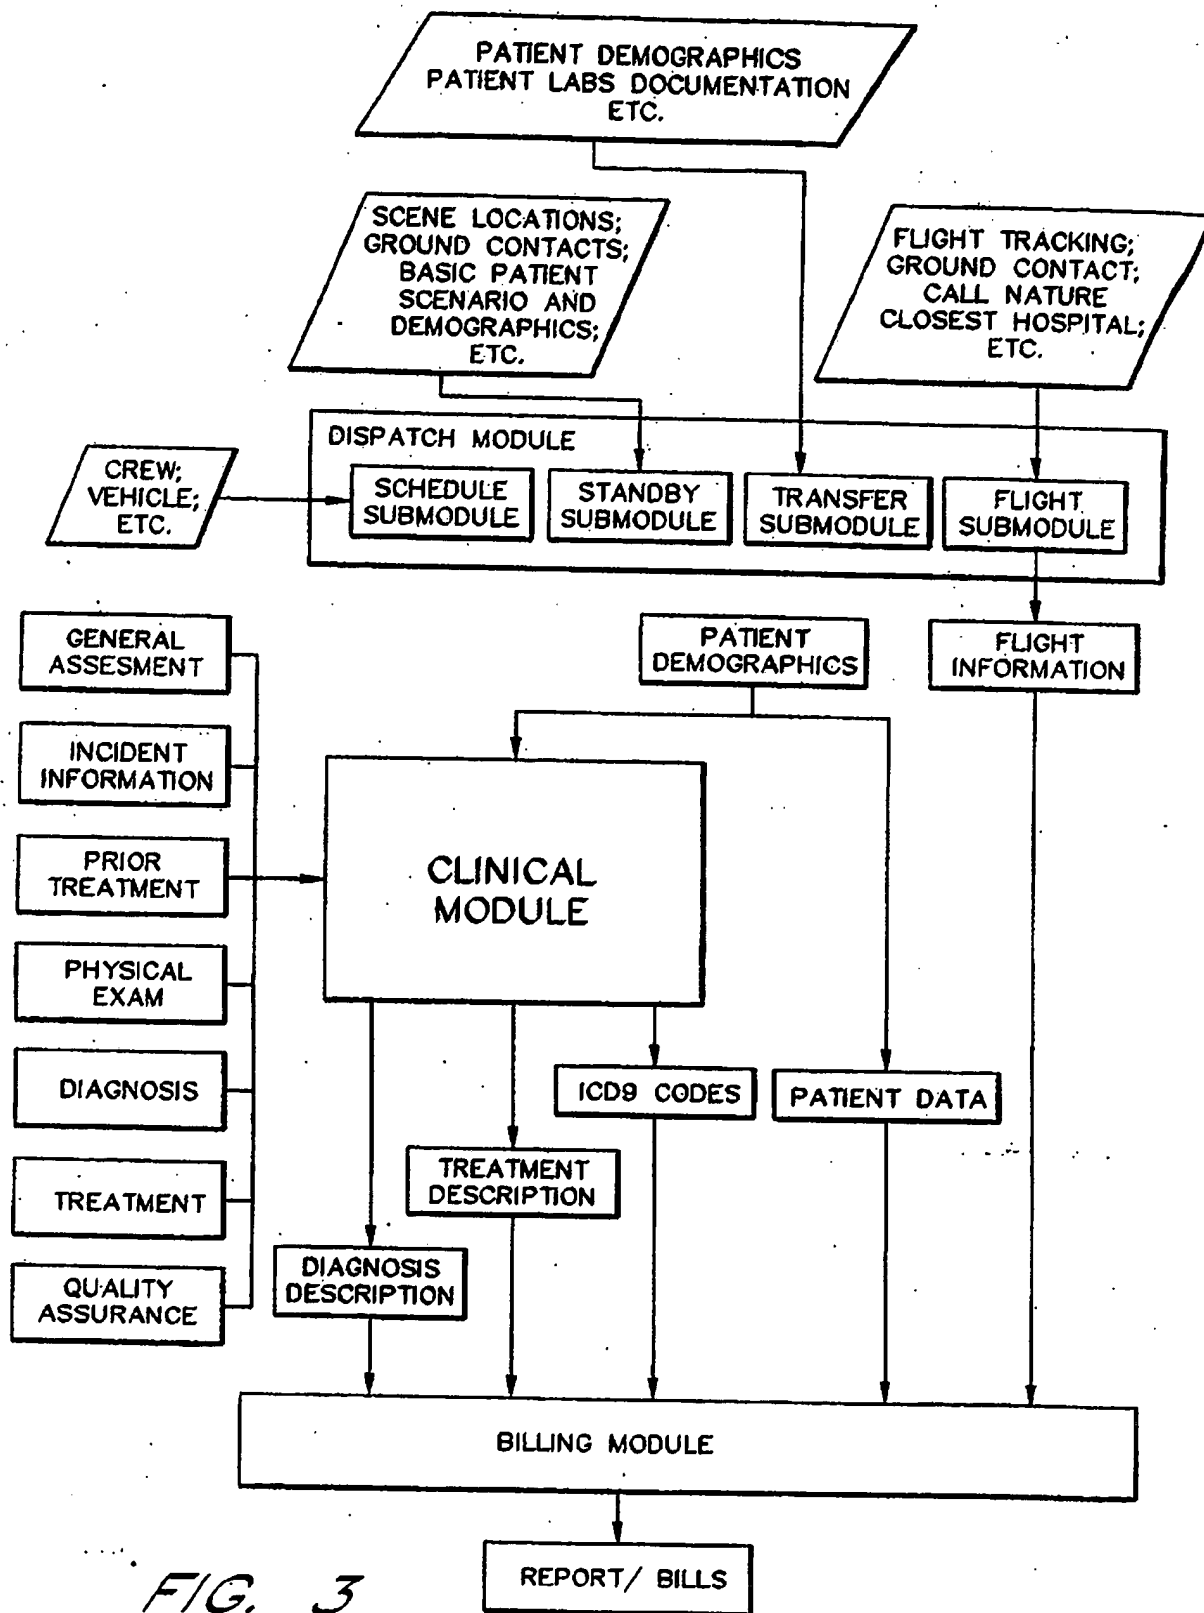 PATIENT DEMOGRAPHICS
PATIENT LABS DOCUMENTATION
ETC.
SCENE LOCATIONS;
GROUND CONTACTS;
BASIC PATIENT
SCENARIO AND
DEMOGRAPHICS;
ETC.
FLIGHT TRACKING;
GROUND CONTACT;
CALL NATURE
CLOSEST HOSPITAL;
ETC.
CREW;
VEHICLE;
ETC.
DISPATCH MODULE
SCHEDULE
SUBMODULE
STANDBY
SUBMODULE
TRANSFER
SUBMODULE
FLIGHT
SUBMODULE
GENERAL
ASSESMENT
PATIENT
DEMOGRAPHICS
FLIGHT
INFORMATION
INCIDENT
INFORMATION
PRIOR
TREATMENT
CLINICAL
MODULE
PHYSICAL
EXAM
DIAGNOSIS
ICD9 CODES
PATIENT DATA
TREATMENT
TREATMENT
DESCRIPTION
QUALITY
ASSURANCE
DIAGNOSIS
DESCRIPTION
BILLING MODULE
REPORT/ BILLS
FIG. 3